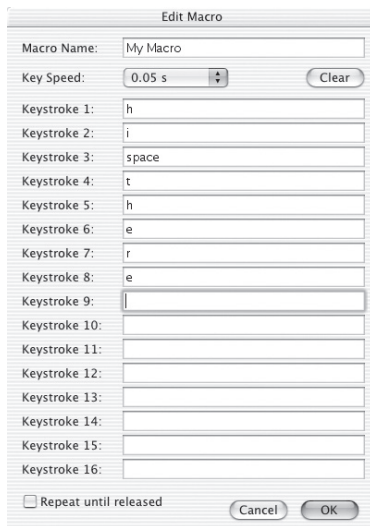 Edit Macro
Macro Name: My Macro
Key Speed: 0.05 s Clear
Keystroke 1: h
Keystroke 2: i
Keystroke 3: space
Keystroke 4: t
Keystroke 5: h
Keystroke 6: e
Keystroke 7: r
Keystroke 8: e
Keystroke 9:
Keystroke 10:
Keystroke 11:
Keystroke 12:
Keystroke 13:
Keystroke 14:
Keystroke 15:
Keystroke 16:
Repeat until released
Cancel OK